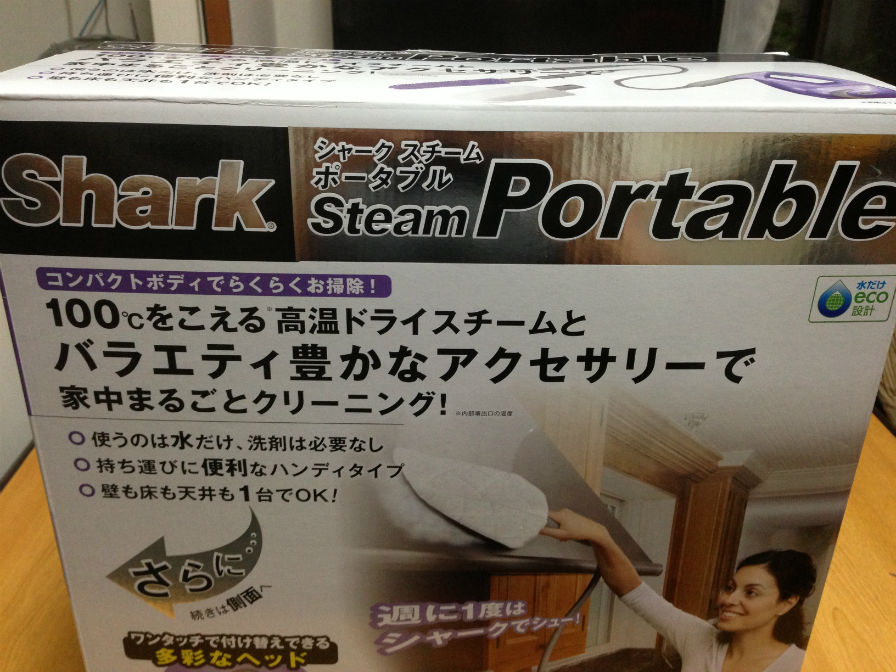 Shark®
シャーク スチーム
ポータブル
Steam Portable
コンパクトボディでらくらくお掃除！
100℃をこえる※高温ドライスチームと
バラエティ豊かなアクセサリーで
家中まるごとクリーニング！
※内部噴出口の温度
水だけ
eco
設計
使うのは水だけ、洗剤は必要なし
持ち運びに便利なハンディタイプ
壁も床も天井も1台でOK！
さらに
続きは側面へ
ワンタッチで付け替えできる
多彩なヘッド
週に1度は
シャークでシュー！